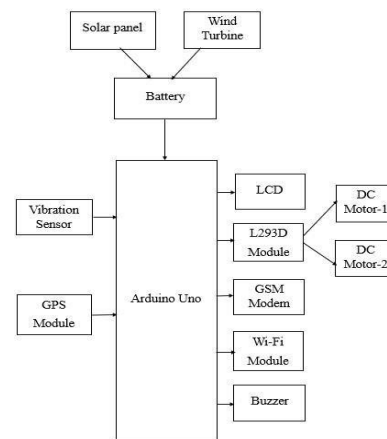 Solar panel
Wind
Turbine
Battery
Vibration
Sensor
GPS
Module
Arduino Uno
LCD
L293D
Module
GSM
Modem
Wi-Fi
Module
Buzzer
DC
Motor-1
DC
Motor-2